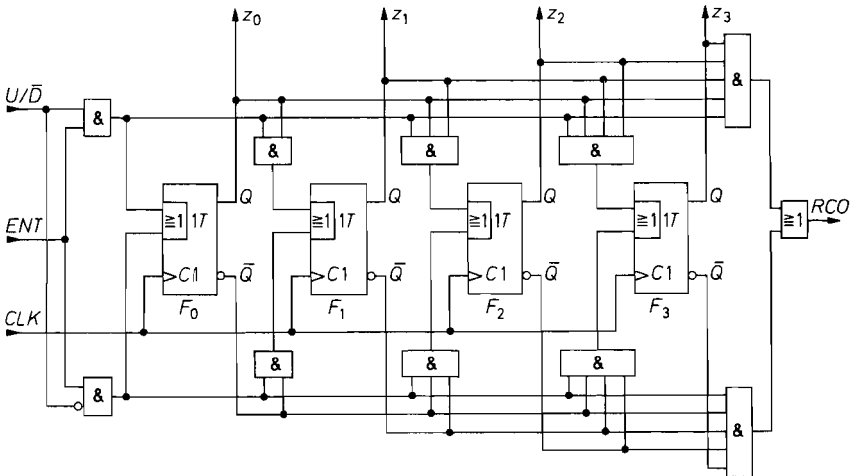 z₀ z₁ z₂ z₃
&
U/D̅
&
& & &
Q Q Q Q
≧1 1T ≧1 1T ≧1 1T ≧1 1T
ENT
≧1 RCO
Q̅ Q̅ Q̅ Q̅
C1 C1 C1 C1
F₀ F₁ F₂ F₃
CLK
& & &
&
&